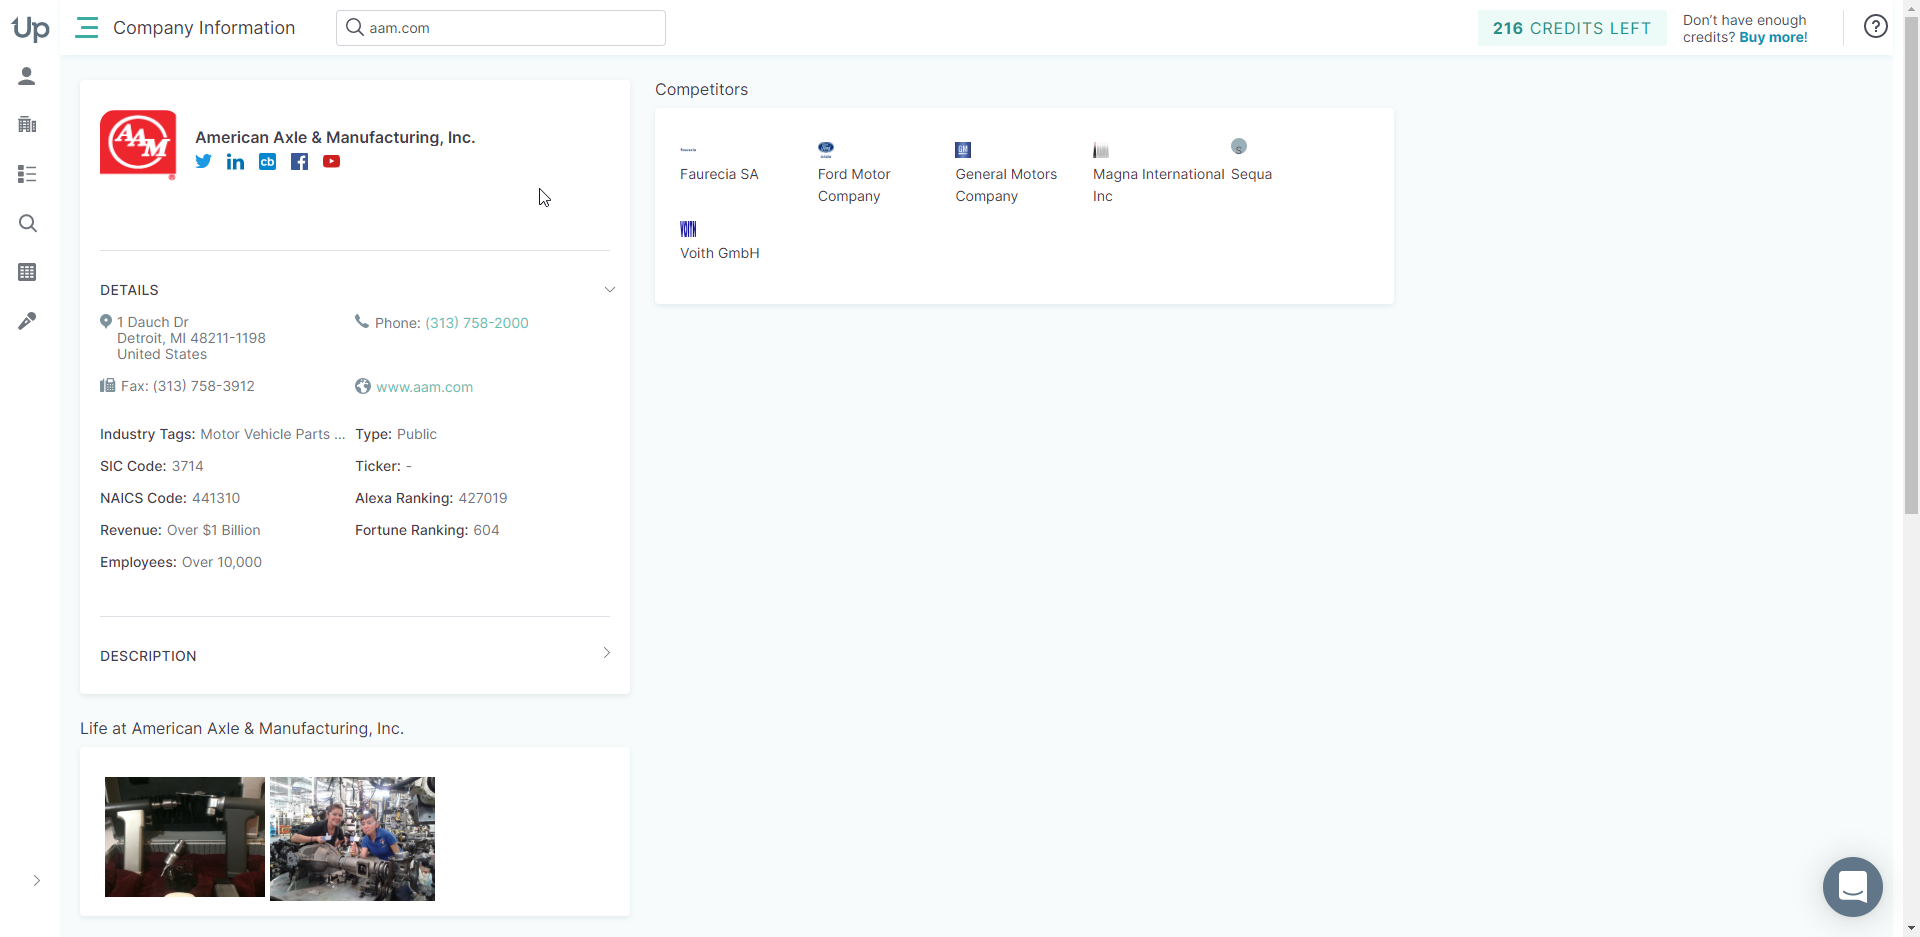 Up
Company Information
aam.com
216 CREDITS LEFT
Don't have enough
credits? Buy more!
?
AAM
American Axle & Manufacturing, Inc.
cb
DETAILS
1 Dauch Dr
Detroit, MI 48211-1198
United States
Phone: (313) 758-2000
Fax: (313) 758-3912
www.aam.com
Industry Tags: Motor Vehicle Parts ...
Type: Public
SIC Code: 3714
Ticker: -
NAICS Code: 441310
Alexa Ranking: 427019
Revenue: Over $1 Billion
Fortune Ranking: 604
Employees: Over 10,000
DESCRIPTION
Life at American Axle & Manufacturing, Inc.
Competitors
Faurecia SA
Ford Motor
Company
GM
General Motors
Company
Magna International
Inc
S
Sequa
VOITH
Voith GmbH